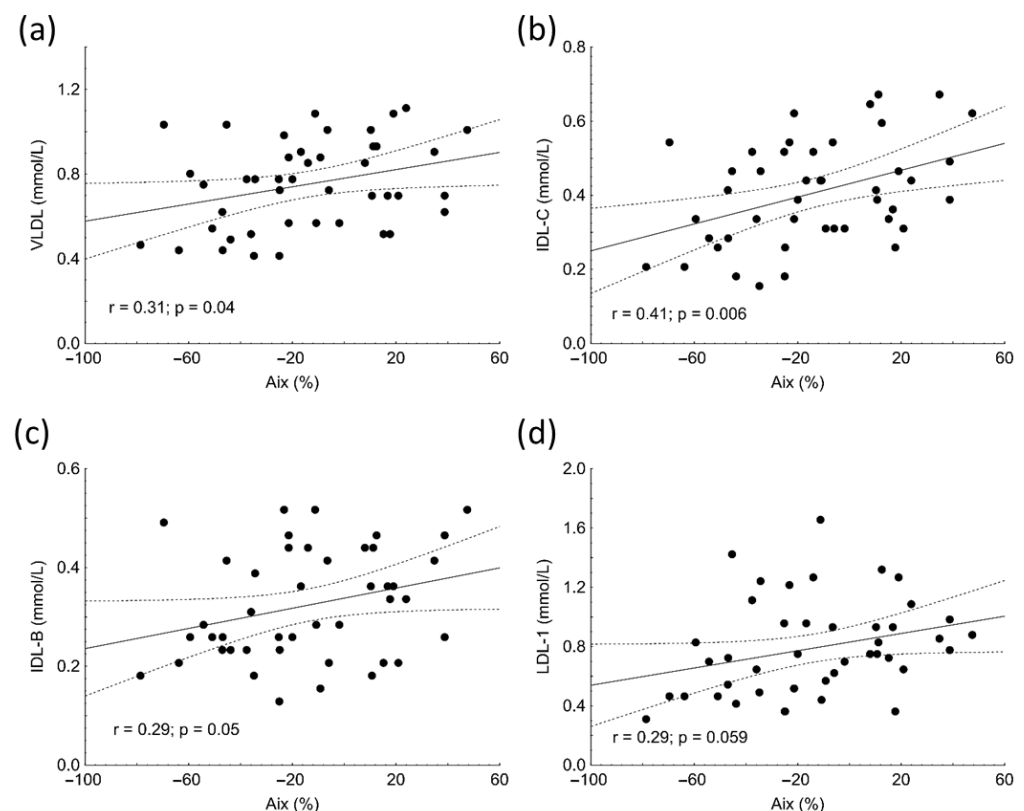 (a)
VLDL (mmol/L)
1.2
0.8
0.4
0.0
r = 0.31; p = 0.04
−100
−60
−20
20
60
Aix (%)
(b)
IDL-C (mmol/L)
0.8
0.6
0.4
0.2
0.0
r = 0.41; p = 0.006
−100
−60
−20
20
60
Aix (%)
(c)
IDL-B (mmol/L)
0.6
0.4
0.2
0.0
r = 0.29; p = 0.05
−100
−60
−20
20
60
Aix (%)
(d)
LDL-1 (mmol/L)
2.0
1.6
1.2
0.8
0.4
0.0
r = 0.29; p = 0.059
−100
−60
−20
20
60
Aix (%)